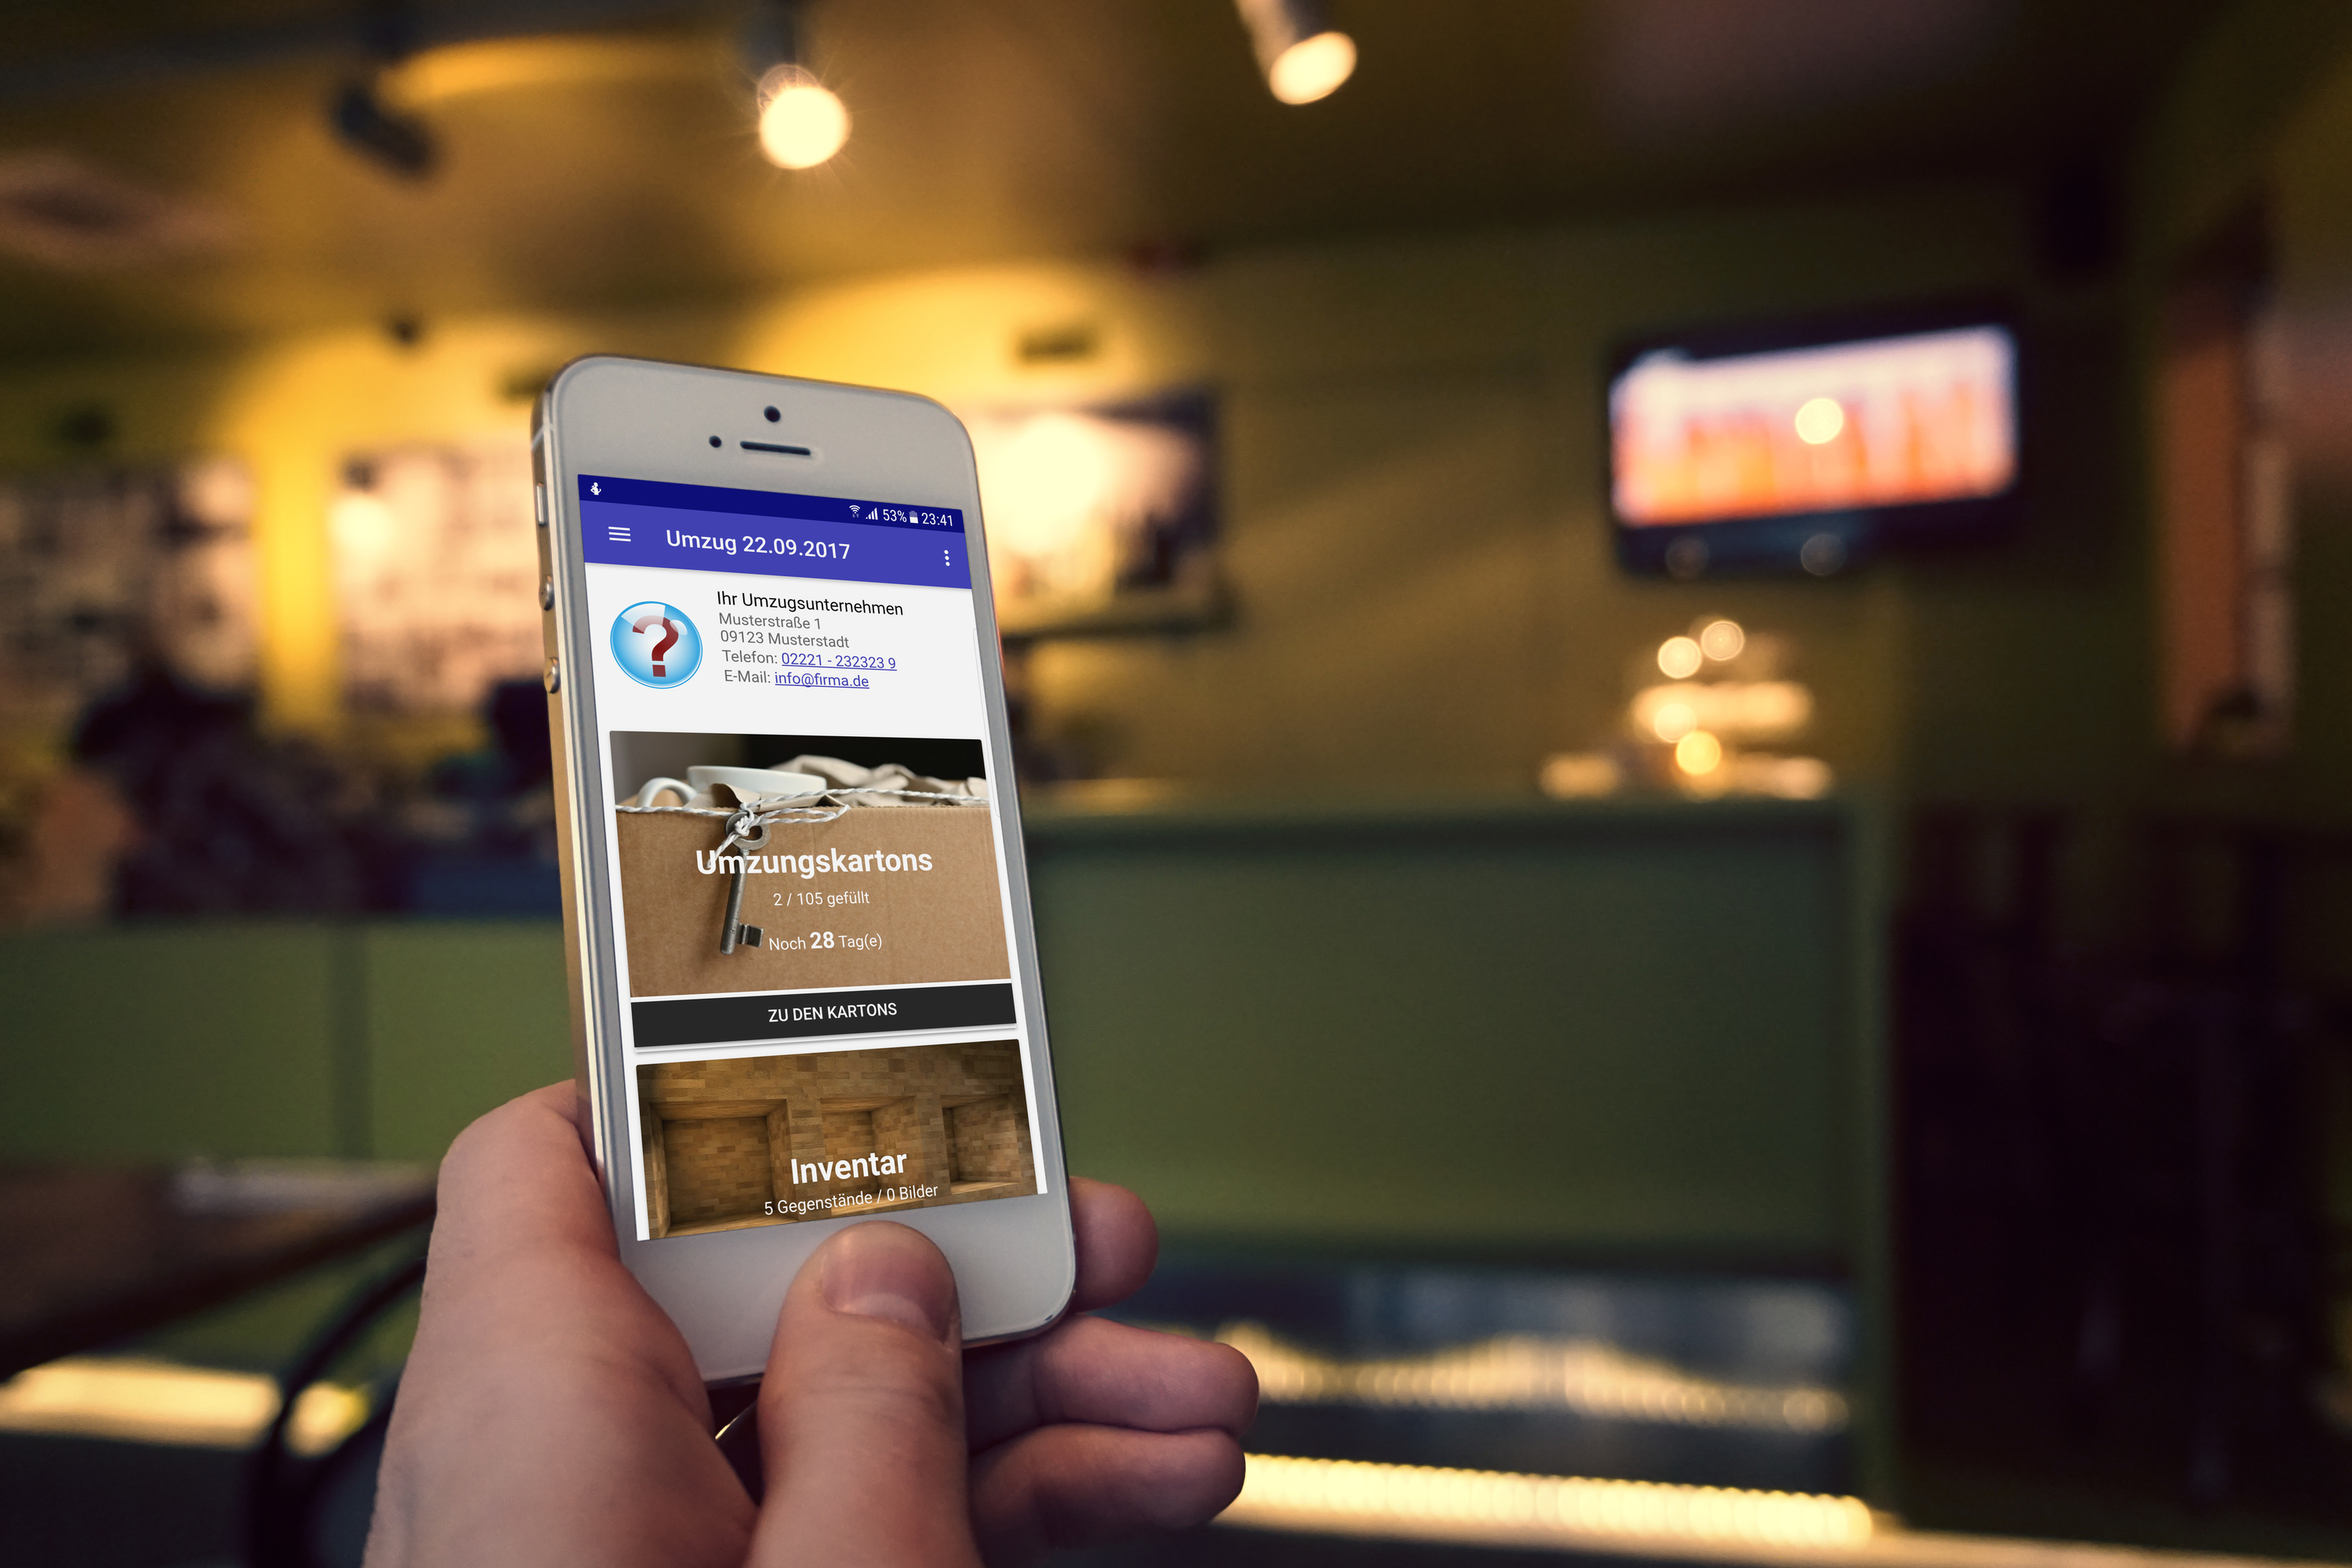 53% 23:41
Umzug 22.09.2017
Ihr Umzugsunternehmen
Musterstraße 1
09123 Musterstadt
Telefon: 02221 - 232323 9
E-Mail: info@firma.de
Umzungskartons
2 / 105 gefüllt
Noch 28 Tag(e)
ZU DEN KARTONS
Inventar
5 Gegenstände / 0 Bilder